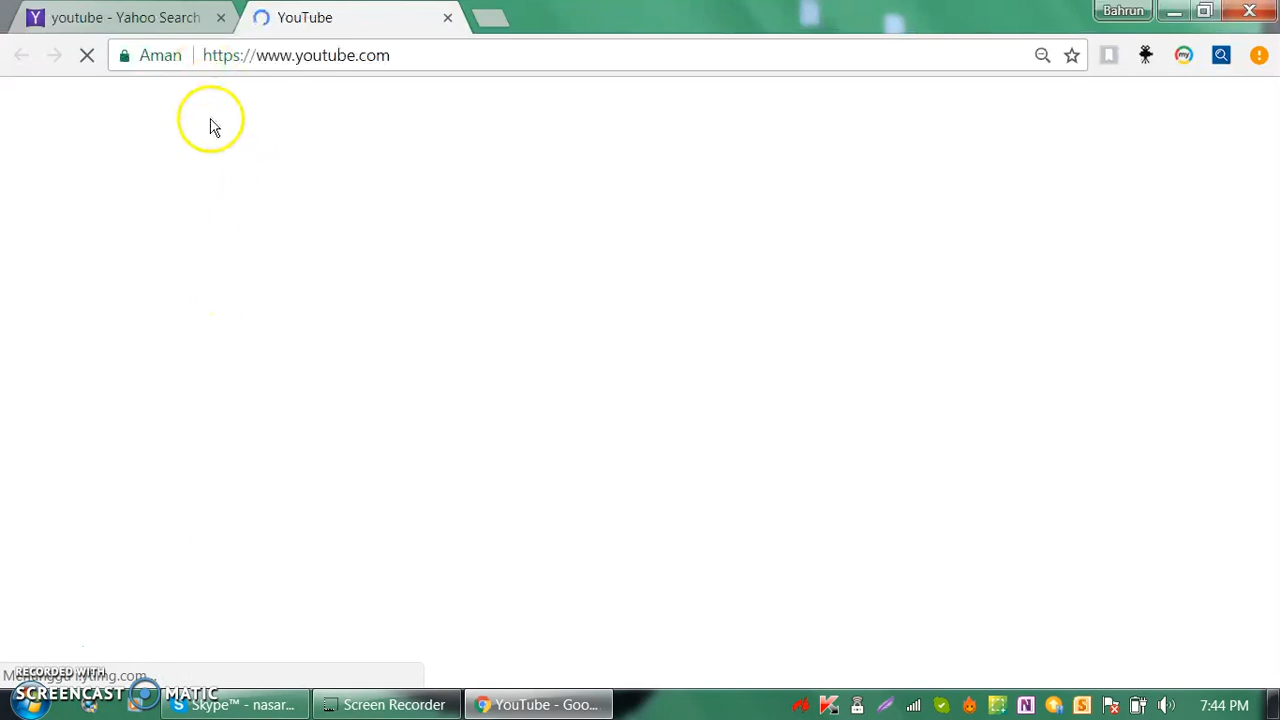 youtube - Yahoo Search
YouTube
Bahrun
Aman
https://www.youtube.com
my
RECORDED WITH
SCREENCAST MATIC
Skype™ - nasar...
Screen Recorder
YouTube - Goo...
7:44 PM